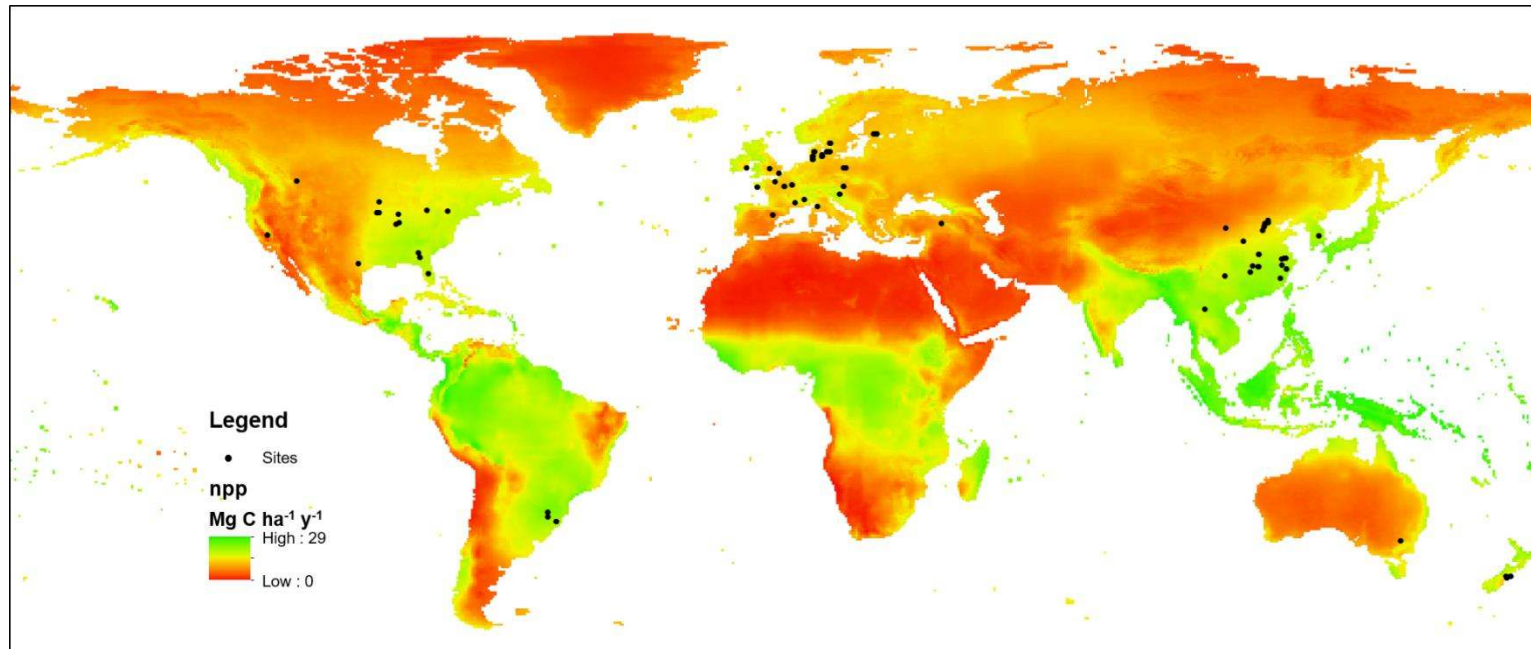 Legend
Sites
npp
Mg C ha⁻¹ y⁻¹
High : 29
Low : 0